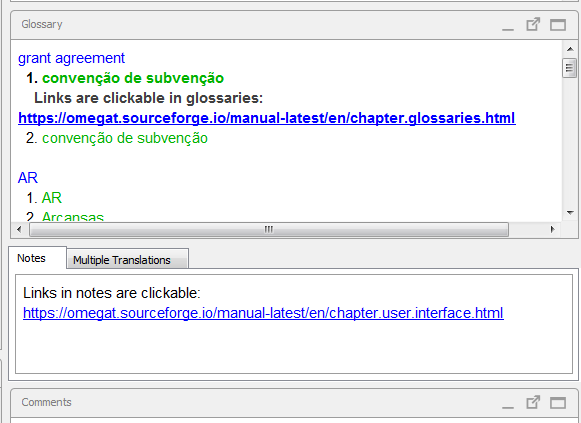 Glossary
grant agreement
1. convenção de subvenção
Links are clickable in glossaries:
https://omegat.sourceforge.io/manual-latest/en/chapter.glossaries.html
2. convenção de subvenção
AR
1. AR
2. Arcansas
Notes Multiple Translations
Links in notes are clickable:
https://omegat.sourceforge.io/manual-latest/en/chapter.user.interface.html
Comments